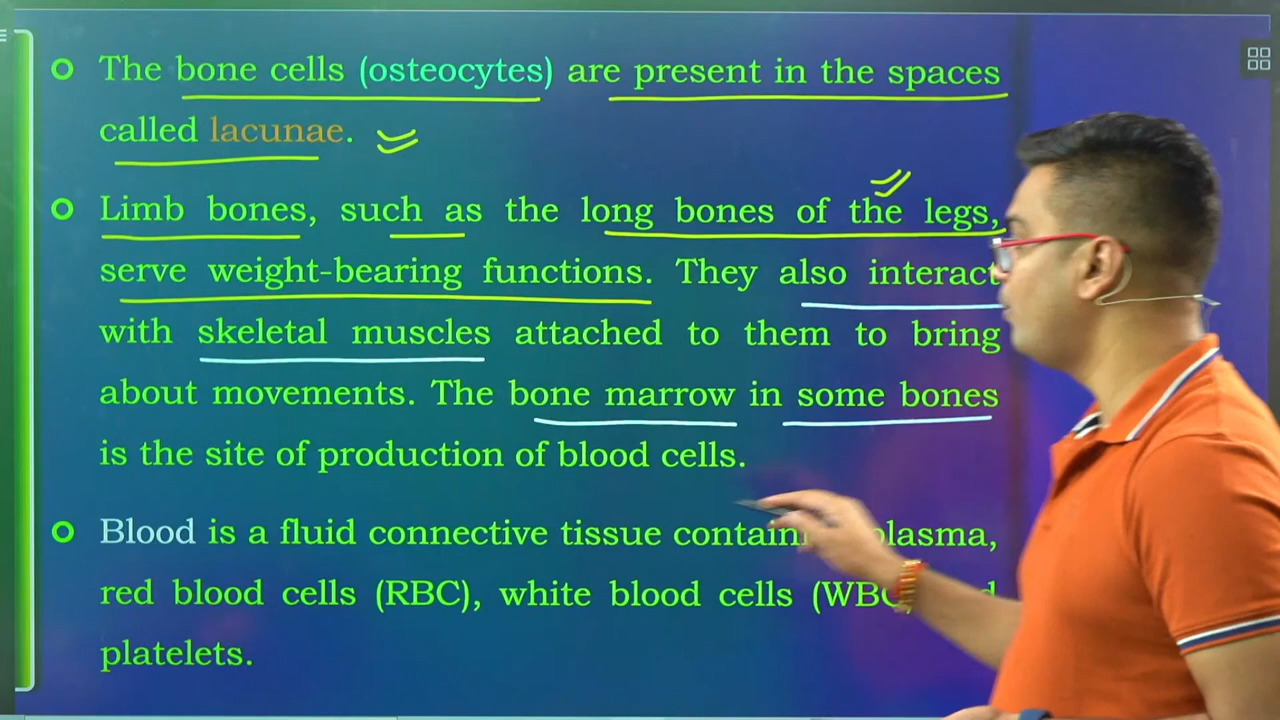 The bone cells (osteocytes) are present in the spaces
called lacunae.
Limb bones, such as the long bones of the legs,
serve weight-bearing functions. They also interact
with skeletal muscles attached to them to bring
about movements. The bone marrow in some bones
is the site of production of blood cells.
Blood is a fluid connective tissue plasma,
red blood cells (RBC), white blood cells
platelets.